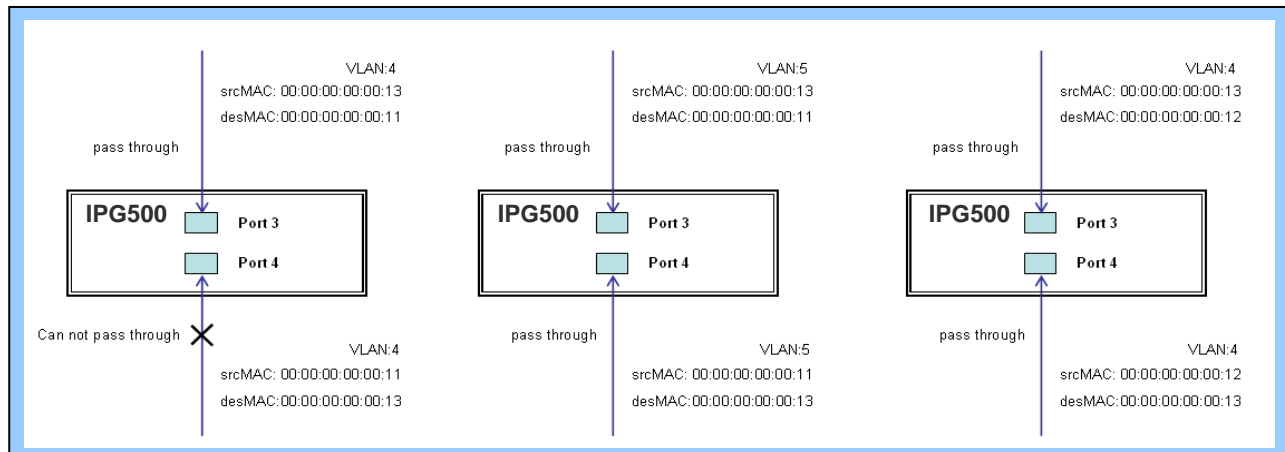 VLAN:4
srcMAC: 00:00:00:00:00:13
desMAC:00:00:00:00:00:11
pass through
IPG500
Port 3
Port 4
Can not pass through
VLAN:4
srcMAC: 00:00:00:00:00:11
desMAC:00:00:00:00:00:13
VLAN:5
srcMAC: 00:00:00:00:00:13
desMAC:00:00:00:00:00:11
pass through
IPG500
Port 3
Port 4
pass through
VLAN:5
srcMAC: 00:00:00:00:00:11
desMAC:00:00:00:00:00:13
VLAN:4
srcMAC: 00:00:00:00:00:13
desMAC:00:00:00:00:00:12
pass through
IPG500
Port 3
Port 4
pass through
VLAN:4
srcMAC: 00:00:00:00:00:12
desMAC:00:00:00:00:00:13